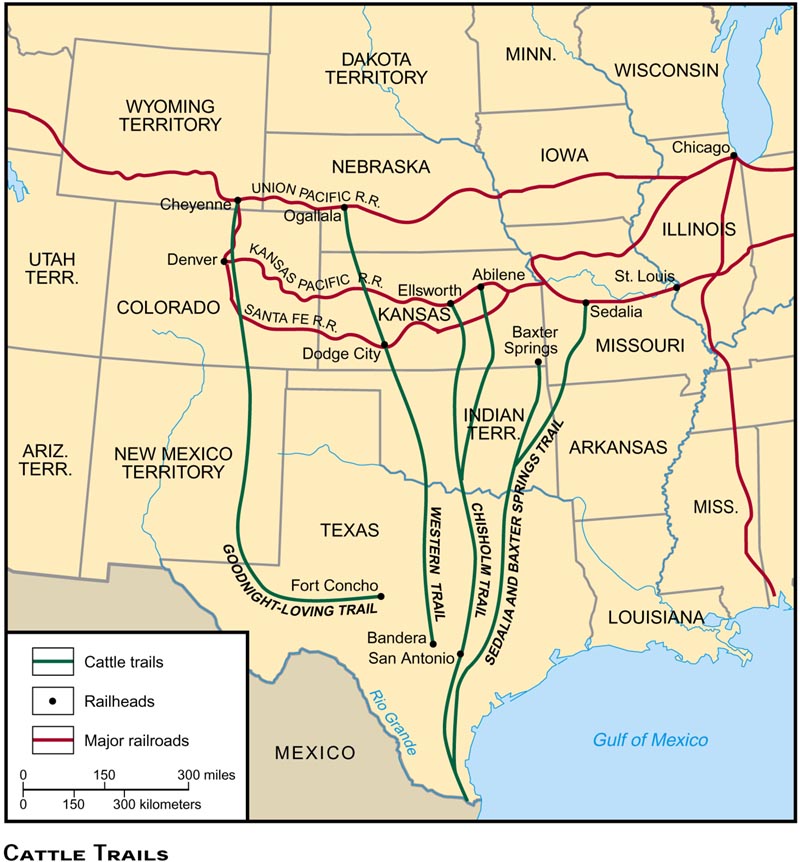 DAKOTA
TERRITORY
MINN.
WISCONSIN
WYOMING
TERRITORY
Chicago
IOWA
NEBRASKA
UNION PACIFIC R.R.
Cheyenne
Ogallala
ILLINOIS
UTAH
TERR.
Denver
KANSAS PACIFIC R.R.
Abilene
St. Louis
Ellsworth
COLORADO
KANSAS
Sedalia
SANTA FE R.R.
Baxter
Springs
MISSOURI
Dodge City
INDIAN
TERR.
ARKANSAS
ARIZ.
TERR.
NEW MEXICO
TERRITORY
MISS.
TEXAS
WESTERN TRAIL
CHISHOLM TRAIL
SEDALIA AND BAXTER SPRINGS TRAIL
GOODNIGHT-LOVING TRAIL
Fort Concho
LOUISIANA
Bandera
San Antonio
Rio Grande
Gulf of Mexico
MEXICO
Cattle trails
Railheads
Major railroads
0 150 300 miles
0 150 300 kilometers
CATTLE TRAILS